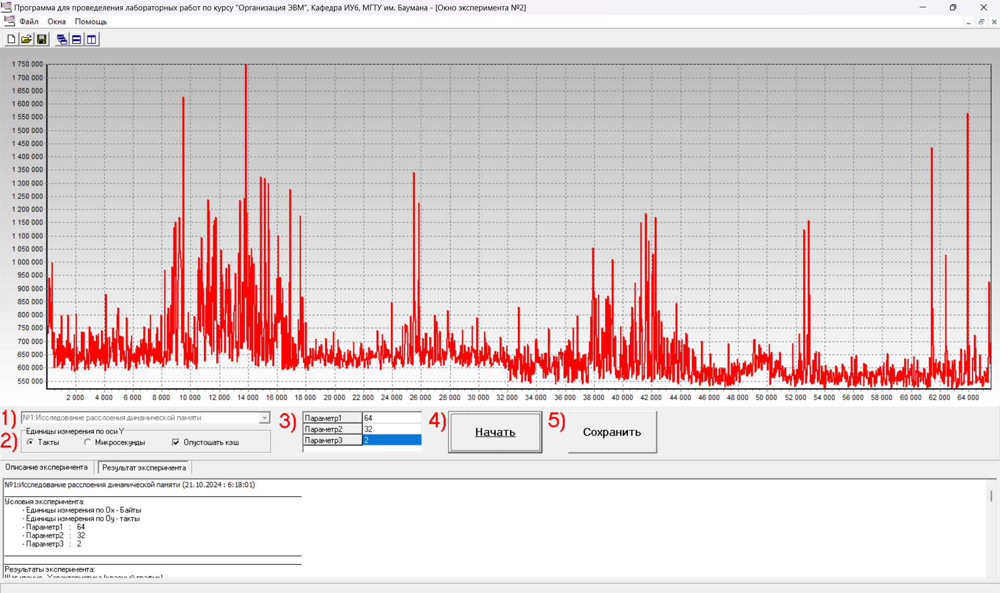 Программа для проведеления лабораторных работ по курсу "Организация ЭВМ", Кафедра ИУ6, МГТУ им. Баумана - [Окно эксперимента №2]
Файл Окна Помощь
1 750 000
1 700 000
1 650 000
1 600 000
1 550 000
1 500 000
1 450 000
1 400 000
1 350 000
1 300 000
1 250 000
1 200 000
1 150 000
1 100 000
1 050 000
1 000 000
950 000
900 000
850 000
800 000
750 000
700 000
650 000
600 000
550 000
2 000 4 000 6 000 8 000 10 000 12 000 14 000 16 000 18 000 20 000 22 000 24 000 26 000 28 000 30 000 32 000 34 000 36 000 38 000 40 000 42 000 44 000 46 000 48 000 50 000 52 000 54 000 56 000 58 000 60 000 62 000 64 000
1) №1:Исследование расслоения динамической памяти
2) Единицы измерения по оси Y
Такты Микросекунды Опустошать кэш
3) Параметр1 64
Параметр2 32
Параметр3 2
4) Начать
5) Сохранить
Описание эксперимента Результат эксперимента
№1:Исследование расслоения динамической памяти (21.10.2024 : 6:18:01)
Условия эксперимента:
- Единицы измерения по Ox - Байты
- Единицы измерения по Oy - такты
- Параметр1 : 64
- Параметр2 : 32
- Параметр3 : 2
Результаты эксперимента:
Шаг чтения - Характеристика (красный график)